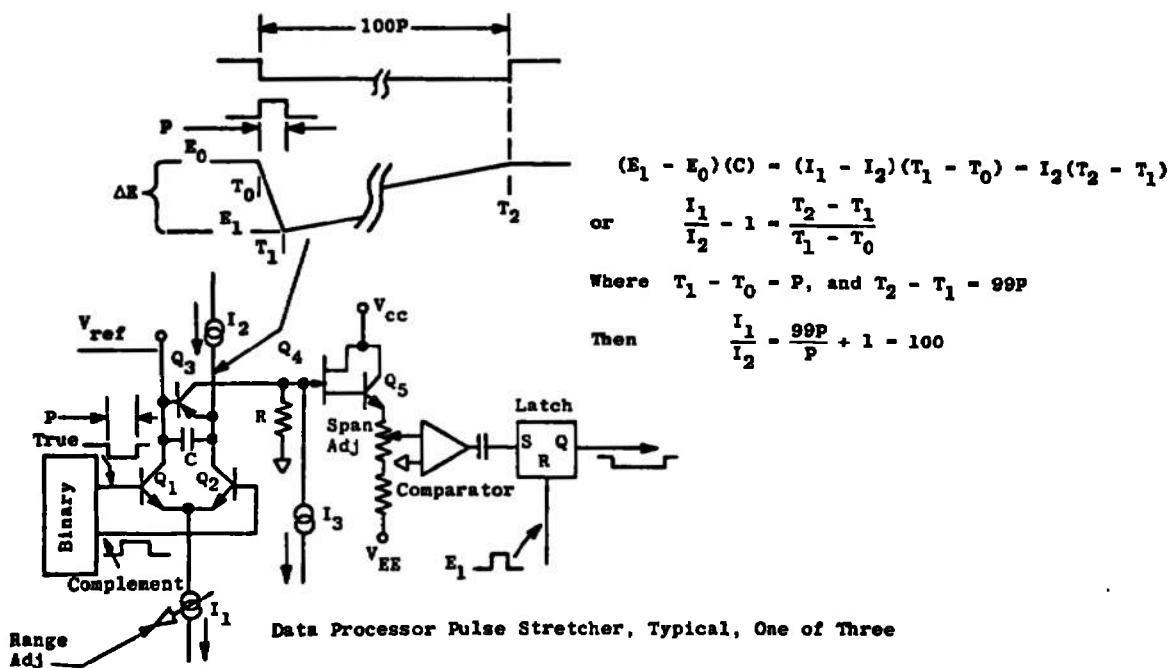 100P
P
E0
ΔE
T0
E1
T1
T2
(E1 - E0)(C) = (I1 - I2)(T1 - T0) = I2(T2 - T1)
or I1/I2 - 1 = T2 - T1/T1 - T0
Where T1 - T0 = P, and T2 - T1 = 99P
Then I1/I2 = 99P/P + 1 = 100
Vref
I2
Vcc
Q3
Q4
Q5
P
R
Span
Adj
Latch
True
C
S Q
R
Q1
Q2
Comparator
Binary
I3
VEE
E1
Complement
I1
Range
Adj
Data Processor Pulse Stretcher, Typical, One of Three